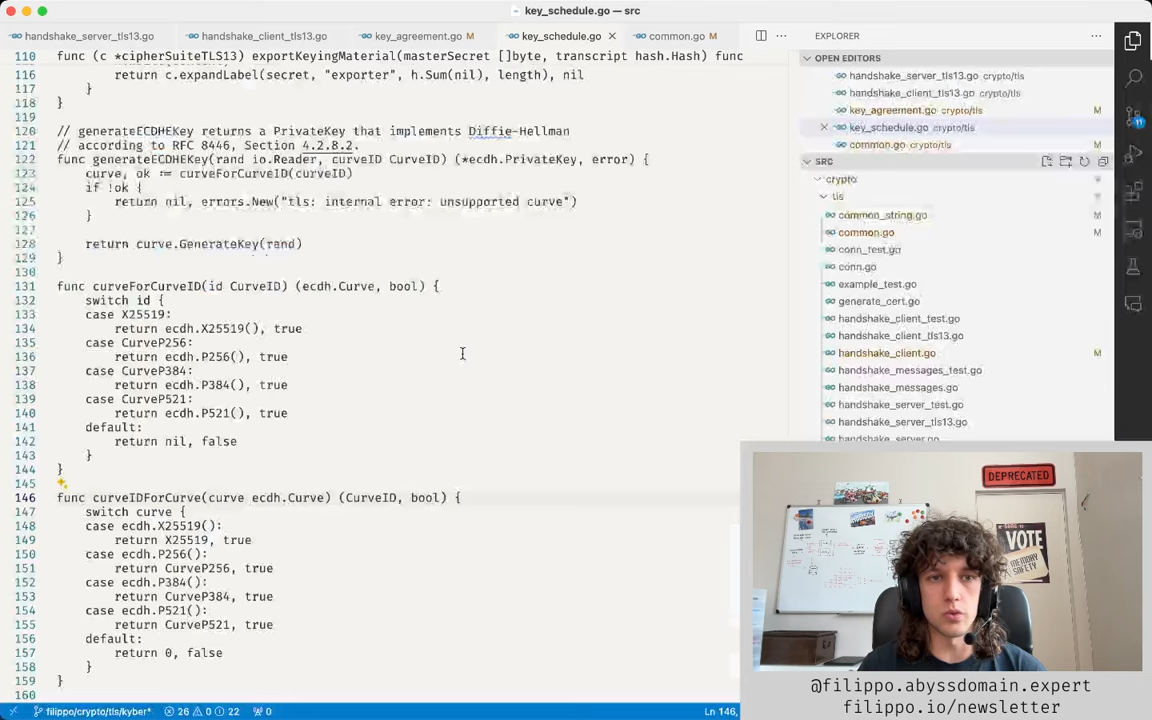 key_schedule.go — src
handshake_server_tls13.go
handshake_client_tls13.go
key_agreement.go M
key_schedule.go
common.go M
EXPLORER
110 func (c *cipherSuiteTLS13) exportKeyingMaterial(masterSecret []byte, transcript hash.Hash) func
116 return c.expandLabel(secret, "exporter", h.Sum(nil), length), nil
117 }
118 }
119
120 // generateECDHEKey returns a PrivateKey that implements Diffie-Hellman
121 // according to RFC 8446, Section 4.2.8.2.
122 func generateECDHEKey(rand io.Reader, curveID CurveID) (*ecdh.PrivateKey, error) {
123 curve, ok := curveForCurveID(curveID)
124 if !ok {
125 return nil, errors.New("tls: internal error: unsupported curve")
126 }
127
128 return curve.GenerateKey(rand)
129 }
130
131 func curveForCurveID(id CurveID) (ecdh.Curve, bool) {
132 switch id {
133 case X25519:
134 return ecdh.X25519(), true
135 case CurveP256:
136 return ecdh.P256(), true
137 case CurveP384:
138 return ecdh.P384(), true
139 case CurveP521:
140 return ecdh.P521(), true
141 default:
142 return nil, false
143 }
144 }
145
146 func curveIDForCurve(curve ecdh.Curve) (CurveID, bool) {
147 switch curve {
148 case ecdh.X25519():
149 return X25519, true
150 case ecdh.P256():
151 return CurveP256, true
152 case ecdh.P384():
153 return CurveP384, true
154 case ecdh.P521():
155 return CurveP521, true
156 default:
157 return 0, false
158 }
159 }
160
OPEN EDITORS
handshake_server_tls13.go crypto/tls
handshake_client_tls13.go crypto/tls
key_agreement.go crypto/tls M
key_schedule.go crypto/tls
common.go crypto/tls M
SRC
crypto
tls
common_string.go
common.go M
conn_test.go
conn.go
example_test.go
generate_cert.go
handshake_client_test.go
handshake_client_tls13.go
handshake_client.go M
handshake_messages_test.go
handshake_messages.go
handshake_server_test.go
handshake_server_tls13.go
handshake_server.go
11
DEPRECATED
VOTE
MEMORY
SAFETY
@filippo.abyssdomain.expert
filippo.io/newsletter
filippo/crypto/tls/kyber* 26 0 22 0 Ln 146,